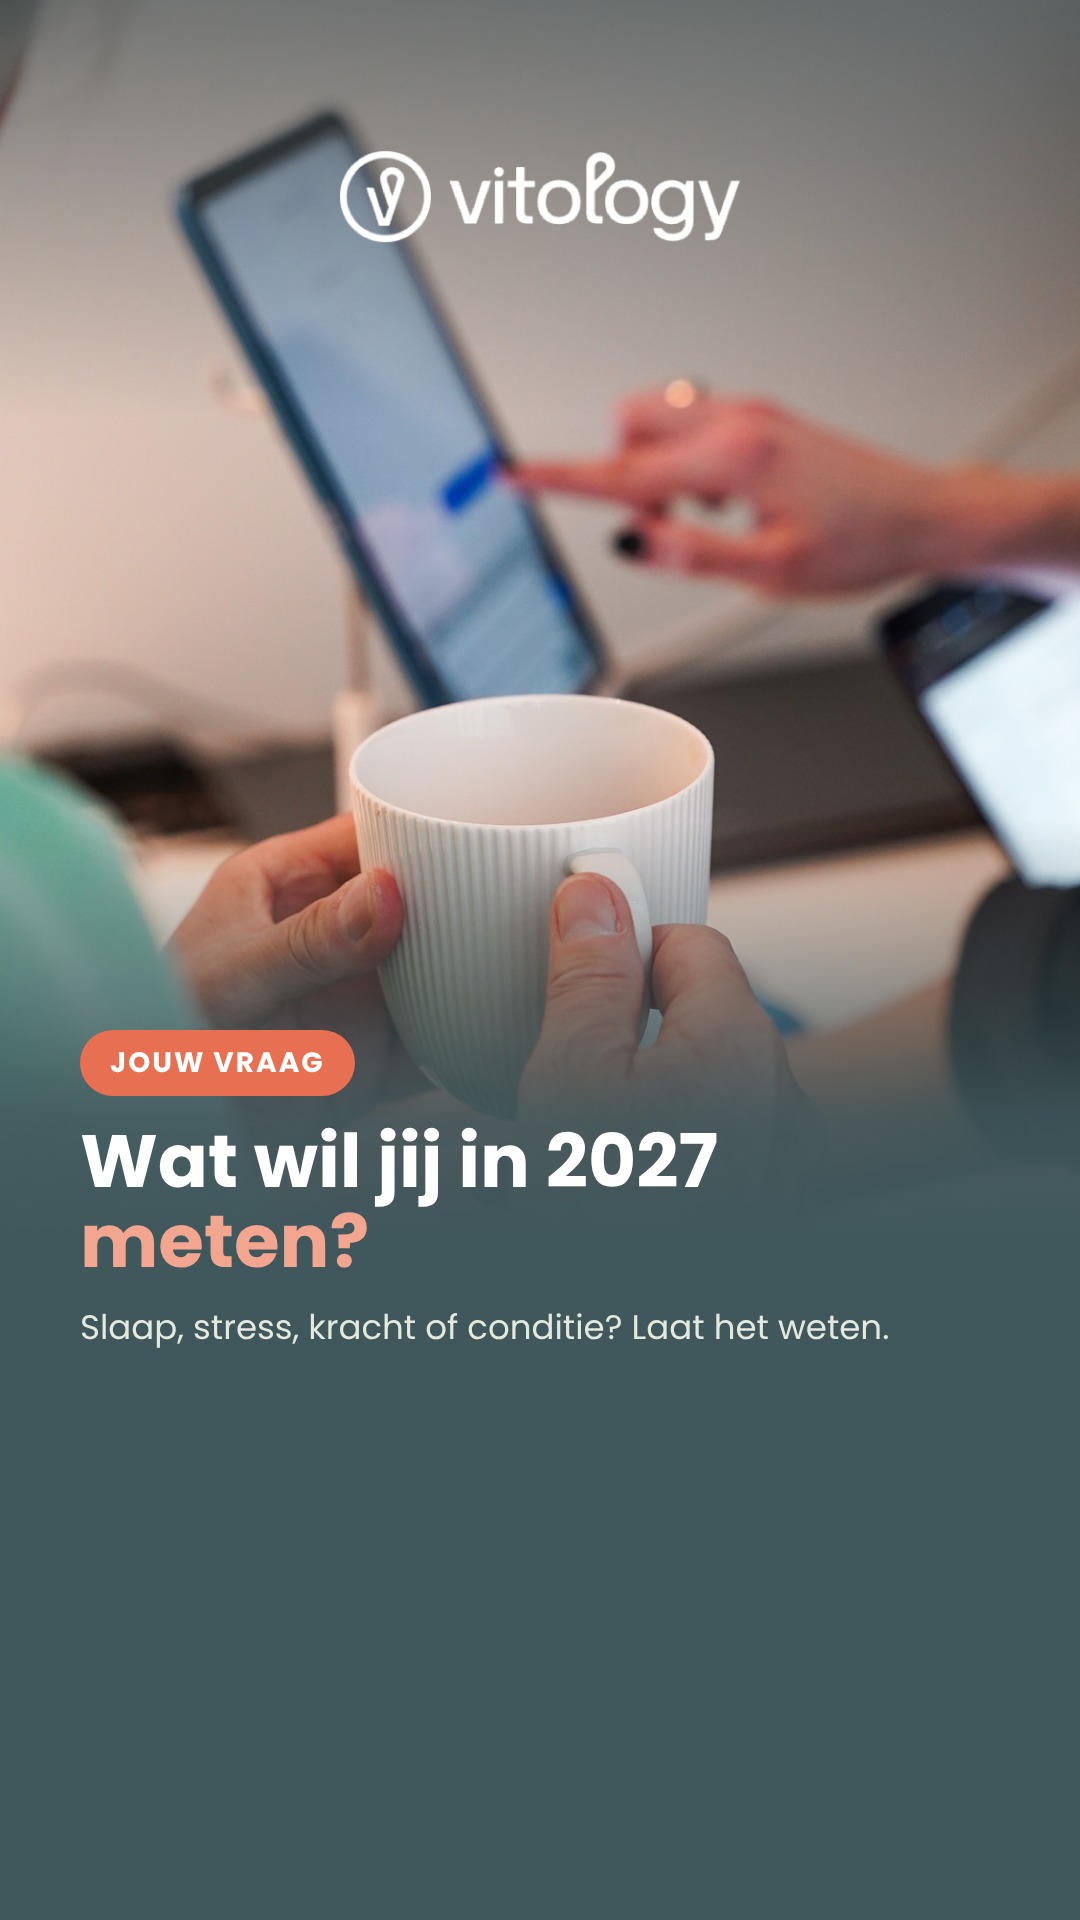 vitology
JOUW VRAAG
Wat wil jij in 2027
meten?
Slaap, stress, kracht of conditie? Laat het weten.